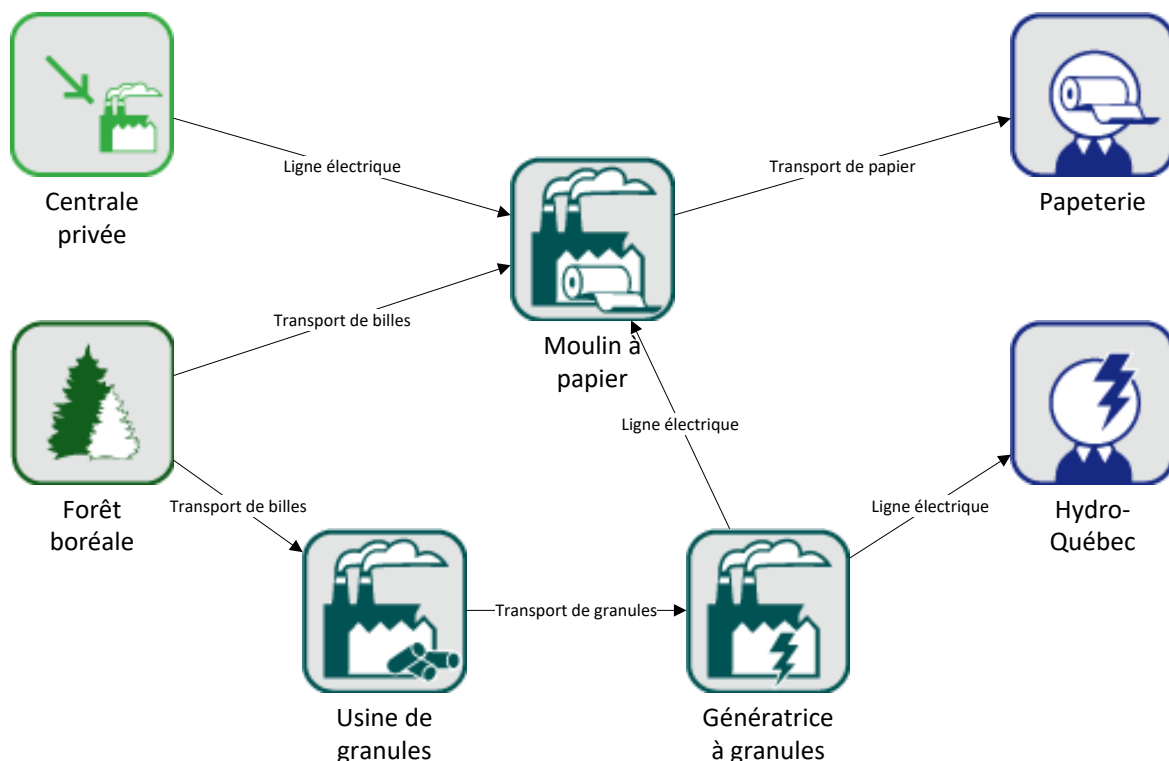 Centrale
privée
Ligne électrique
Transport de papier
Papeterie
Moulin à
papier
Transport de billes
Forêt
boréale
Ligne électrique
Hydro-
Québec
Transport de billes
Ligne électrique
Transport de granules
Usine de
granules
Génératrice
à granules